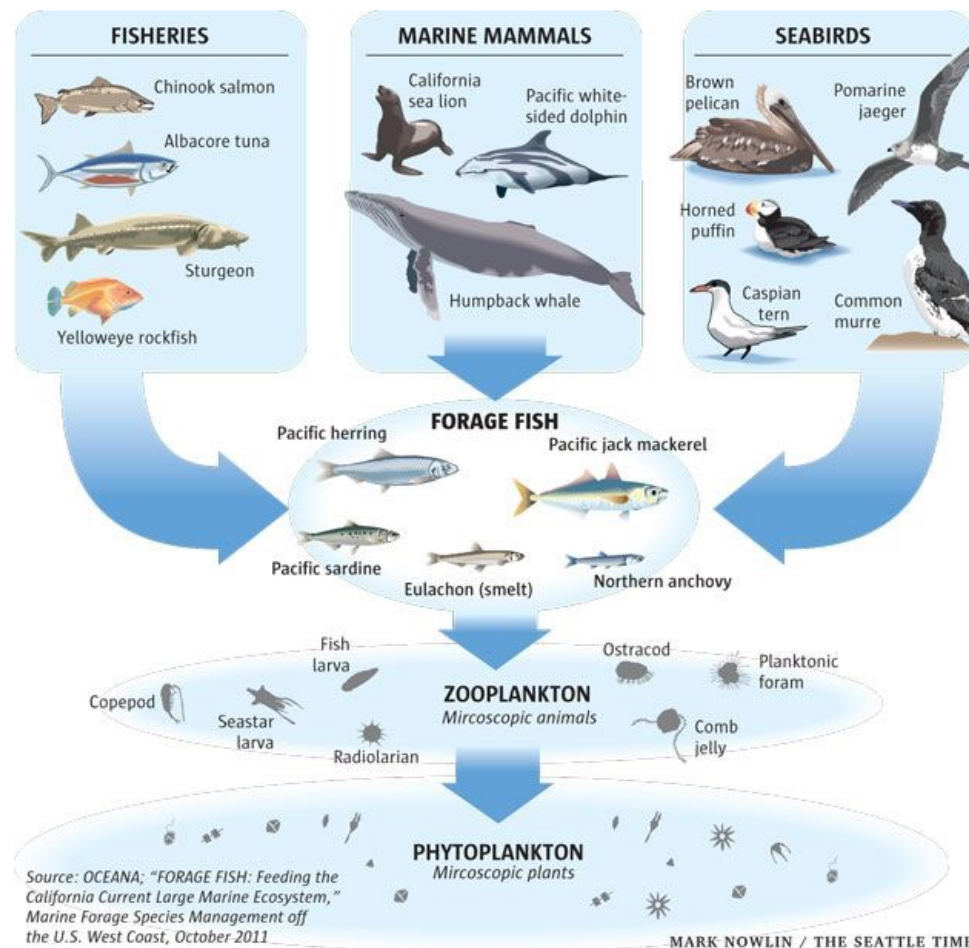 FISHERIES
Chinook salmon
Albacore tuna
Sturgeon
Yelloweye rockfish
MARINE MAMMALS
California
sea lion
Pacific white-
sided dolphin
Humpback whale
SEABIRDS
Brown
pelican
Pomarine
jaeger
Horned
puffin
Caspian
tern
Common
murre
FORAGE FISH
Pacific herring
Pacific jack mackerel
Pacific sardine
Eulachon (smelt)
Northern anchovy
Fish
larva
Ostracod
Planktonic
foram
Copepod
Seastar
larva
Radiolarian
ZOOPLANKTON
Mircoscopic animals
Comb
jelly
PHYTOPLANKTON
Mircoscopic plants
Source: OCEANA; “FORAGE FISH: Feeding the
California Current Large Marine Ecosystem,”
Marine Forage Species Management off
the U.S. West Coast, October 2011
MARK NOWLIN / THE SEATTLE TIM